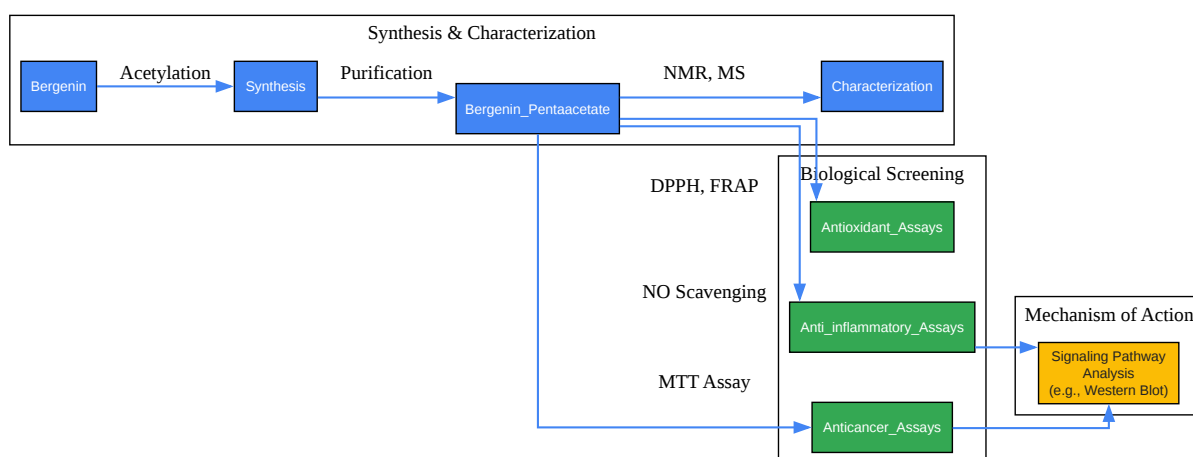 Synthesis & Characterization
Bergenin
Acetylation
Synthesis
Purification
Bergenin_Pentaacetate
NMR, MS
Characterization
Biological Screening
DPPH, FRAP
Antioxidant_Assays
NO Scavenging
Anti_inflammatory_Assays
MTT Assay
Anticancer_Assays
Mechanism of Action
Signaling Pathway
Analysis
(e.g., Western Blot)